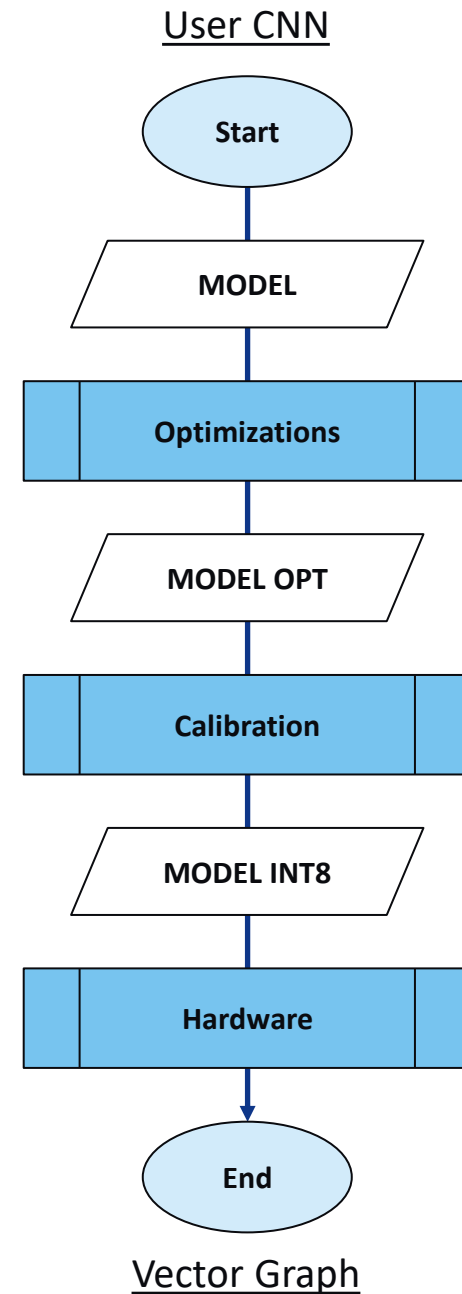 User CNN
Start
MODEL
Optimizations
MODEL OPT
Calibration
MODEL INT8
Hardware
End
Vector Graph